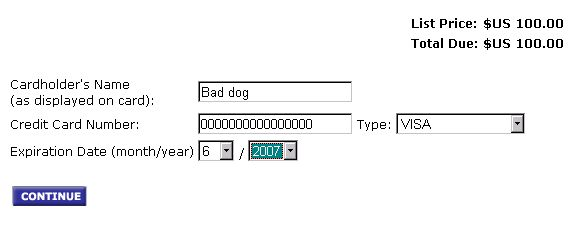 List Price: $US 100.00
Total Due: $US 100.00
Cardholder's Name
(as displayed on card):
Bad dog
Credit Card Number: 0000000000000000 Type: VISA
Expiration Date (month/year) 6 / 2007
CONTINUE